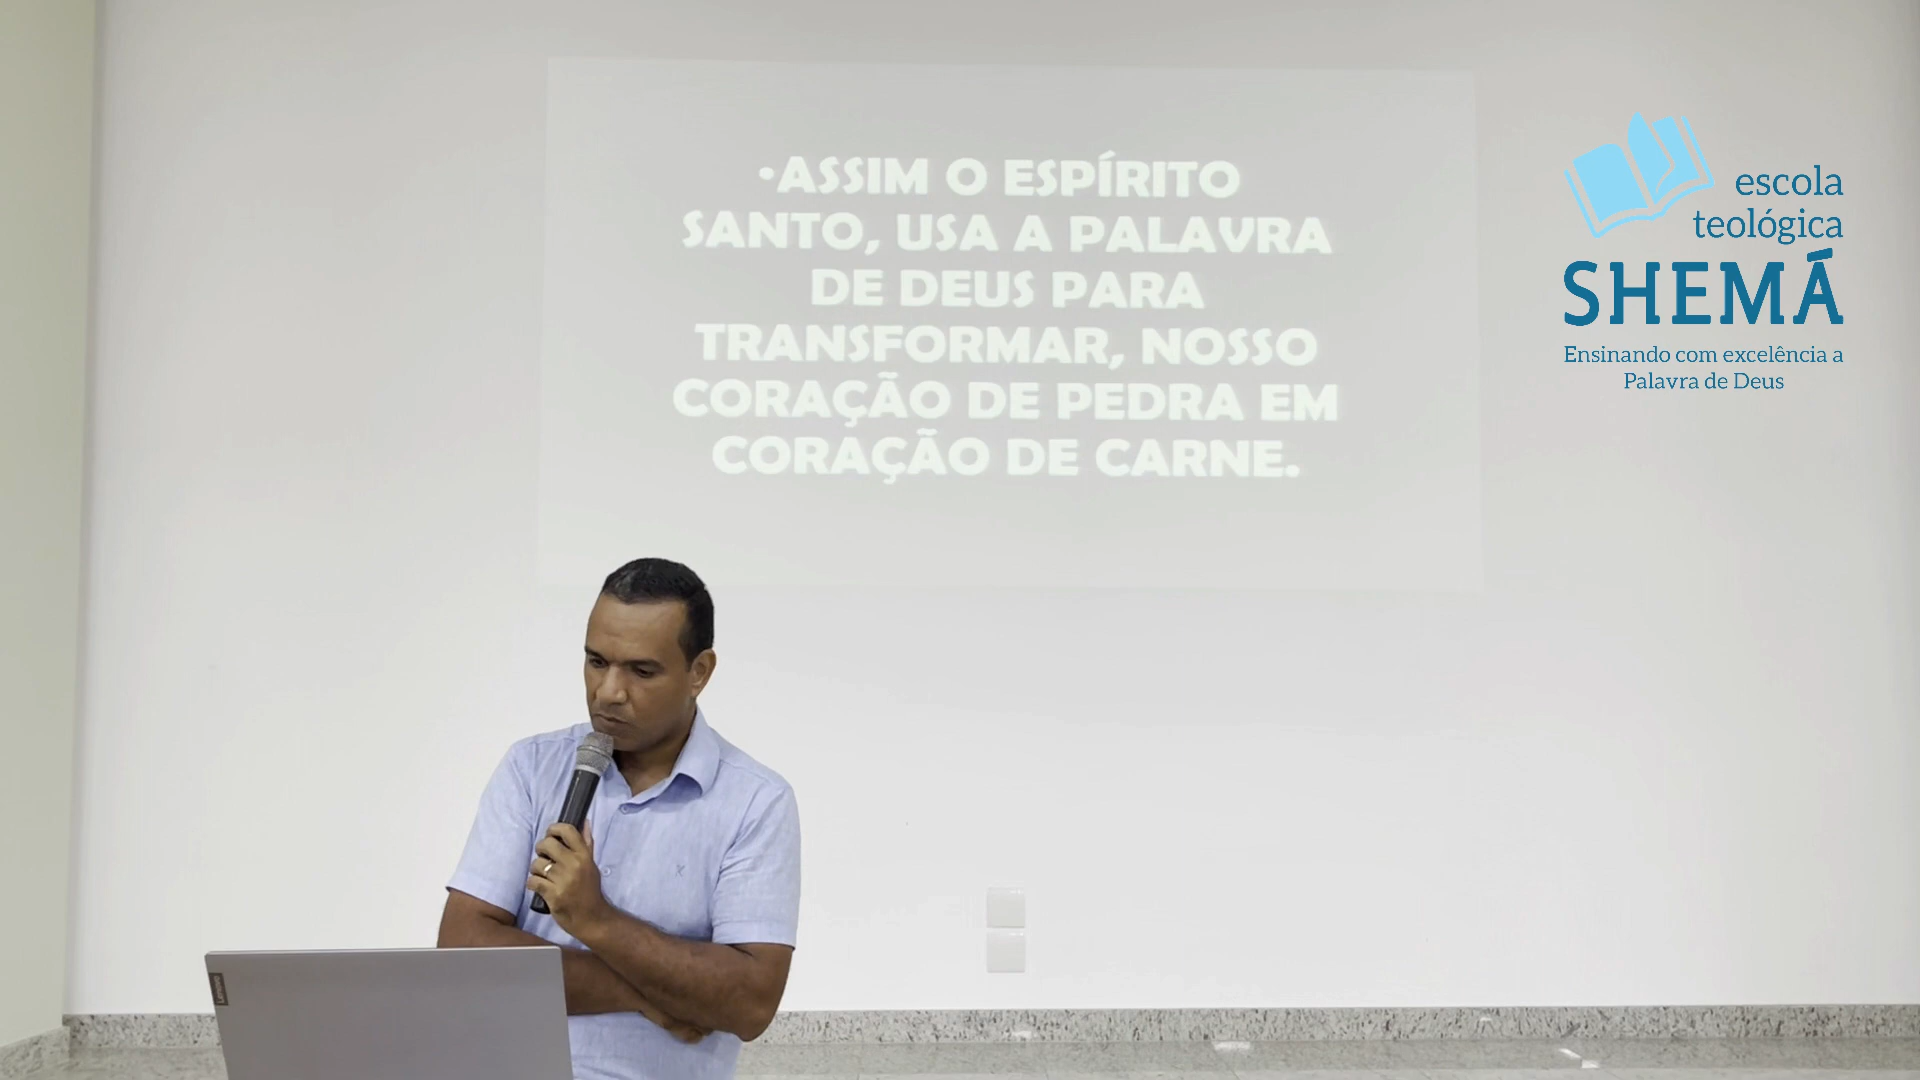 •ASSIM O ESPÍRITO
SANTO, USA A PALAVRA
DE DEUS PARA
TRANSFORMAR, NOSSO
CORAÇÃO DE PEDRA EM
CORAÇÃO DE CARNE.
escola
teológica
SHEMÁ
Ensinando com excelência a
Palavra de Deus
Lenovo